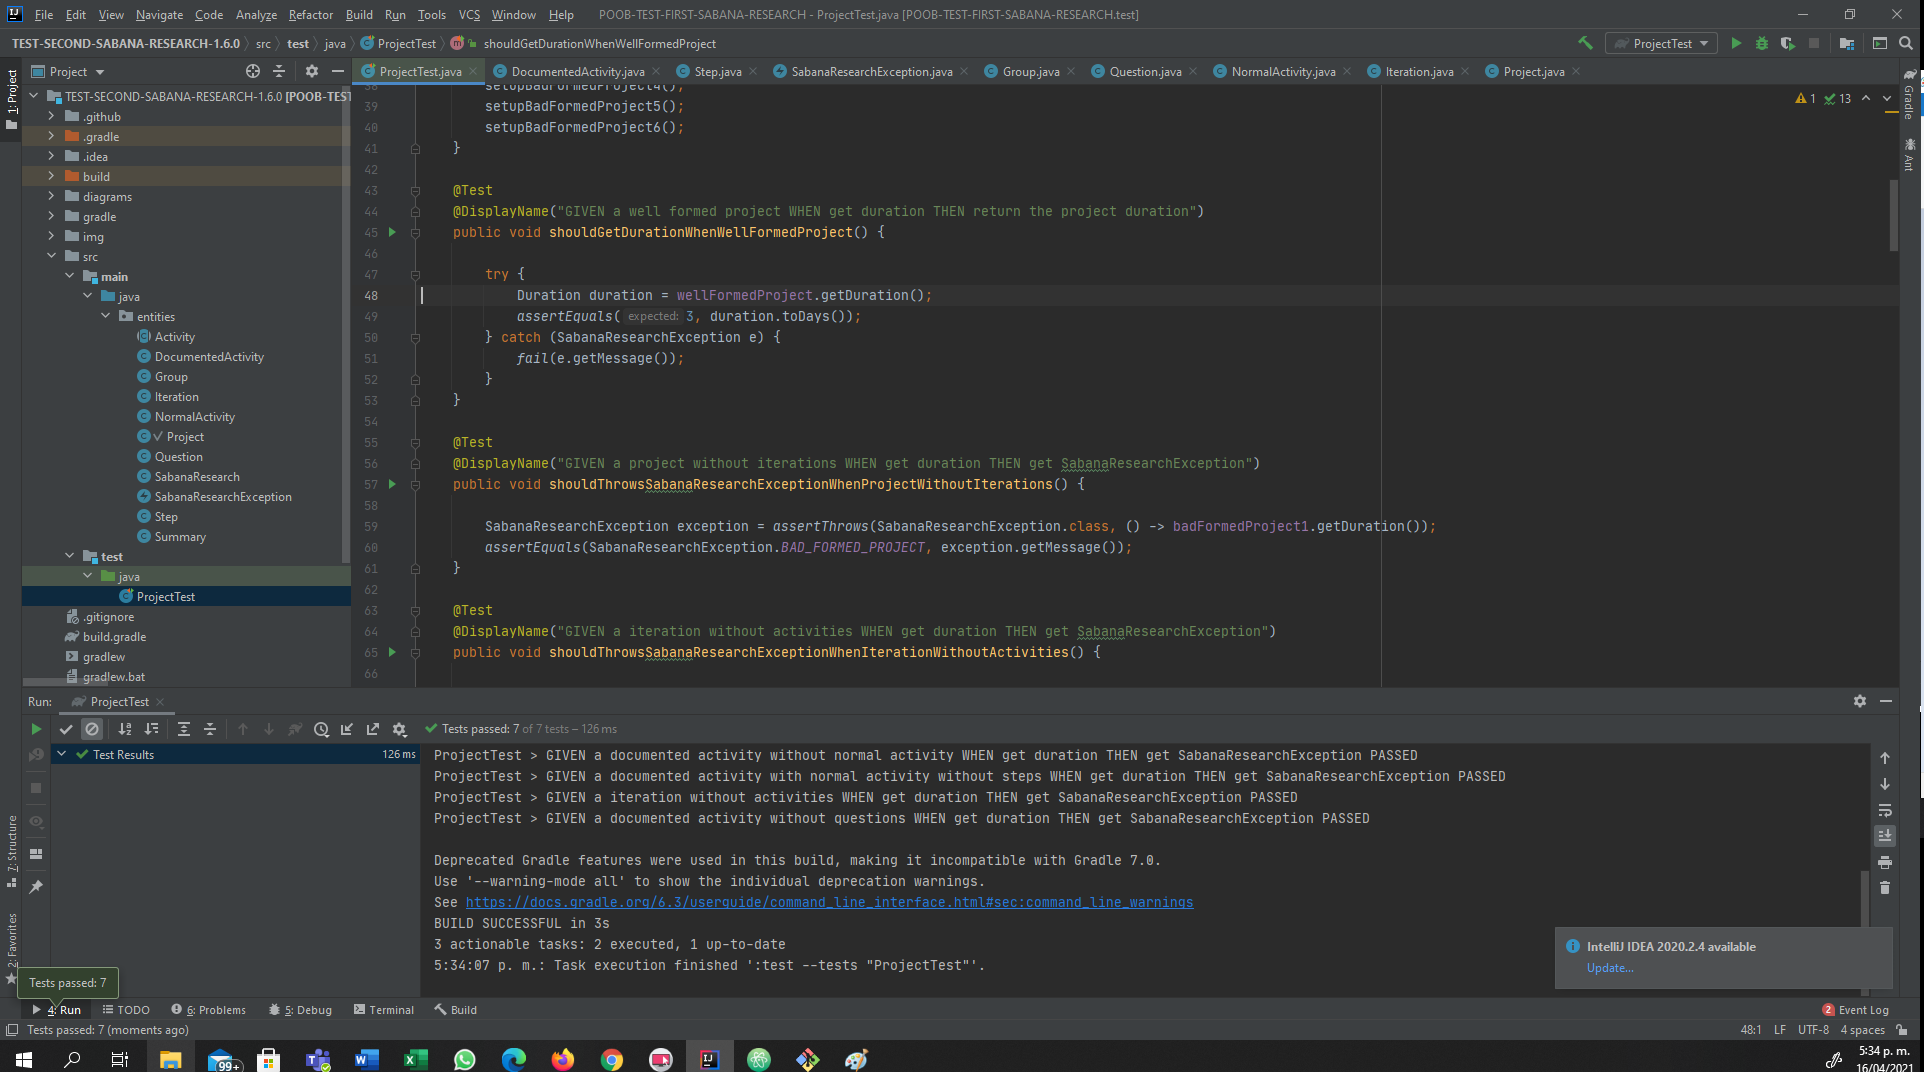 File Edit View Navigate Code Analyze Refactor Build Run Tools VCS Window Help POOB-TEST-FIRST-SABANA-RESEARCH - ProjectTest.java [POOB-TEST-FIRST-SABANA-RESEARCH.test]
TEST-SECOND-SABANA-RESEARCH-1.6.0 src test java ProjectTest shouldGetDurationWhenWellFormedProject ProjectTest
Project ProjectTest.java DocumentedActivity.java Step.java SabanaResearchException.java Group.java Question.java NormalActivity.java Iteration.java Project.java
1: Project
TEST-SECOND-SABANA-RESEARCH-1.6.0 [POOB-TEST
.github
.gradle
.idea
build
diagrams
gradle
img
src
main
java
entities
Activity
DocumentedActivity
Group
Iteration
NormalActivity
Project
Question
SabanaResearch
SabanaResearchException
Step
Summary
test
java
ProjectTest
.gitignore
build.gradle
gradlew
gradlew.bat
38 setupBadFormedProject4();
39 setupBadFormedProject5();
40 setupBadFormedProject6();
41 }
42
43 @Test
44 @DisplayName("GIVEN a well formed project WHEN get duration THEN return the project duration")
45 public void shouldGetDurationWhenWellFormedProject() {
46
47 try {
48 Duration duration = wellFormedProject.getDuration();
49 assertEquals( expected: 3, duration.toDays());
50 } catch (SabanaResearchException e) {
51 fail(e.getMessage());
52 }
53 }
54
55 @Test
56 @DisplayName("GIVEN a project without iterations WHEN get duration THEN get SabanaResearchException")
57 public void shouldThrowsSabanaResearchExceptionWhenProjectWithoutIterations() {
58
59 SabanaResearchException exception = assertThrows(SabanaResearchException.class, () -> badFormedProject1.getDuration());
60 assertEquals(SabanaResearchException.BAD_FORMED_PROJECT, exception.getMessage());
61 }
62
63 @Test
64 @DisplayName("GIVEN a iteration without activities WHEN get duration THEN get SabanaResearchException")
65 public void shouldThrowsSabanaResearchExceptionWhenIterationWithoutActivities() {
66
1 13
Gradle
Ant
Run: ProjectTest
Tests passed: 7 of 7 tests – 126 ms
Test Results 126 ms
ProjectTest > GIVEN a documented activity without normal activity WHEN get duration THEN get SabanaResearchException PASSED
ProjectTest > GIVEN a documented activity with normal activity without steps WHEN get duration THEN get SabanaResearchException PASSED
ProjectTest > GIVEN a iteration without activities WHEN get duration THEN get SabanaResearchException PASSED
ProjectTest > GIVEN a documented activity without questions WHEN get duration THEN get SabanaResearchException PASSED
Deprecated Gradle features were used in this build, making it incompatible with Gradle 7.0.
Use '--warning-mode all' to show the individual deprecation warnings.
See https://docs.gradle.org/6.3/userguide/command_line_interface.html#sec:command_line_warnings
BUILD SUCCESSFUL in 3s
3 actionable tasks: 2 executed, 1 up-to-date
5:34:07 p. m.: Task execution finished ':test --tests "ProjectTest"'.
7: Structure
2: Favorites
IntelliJ IDEA 2020.2.4 available
Update...
Tests passed: 7
4: Run TODO 6: Problems 5: Debug Terminal Build 2 Event Log
Tests passed: 7 (moments ago) 48:1 LF UTF-8 4 spaces
99+
5:34 p. m.
16/04/2021